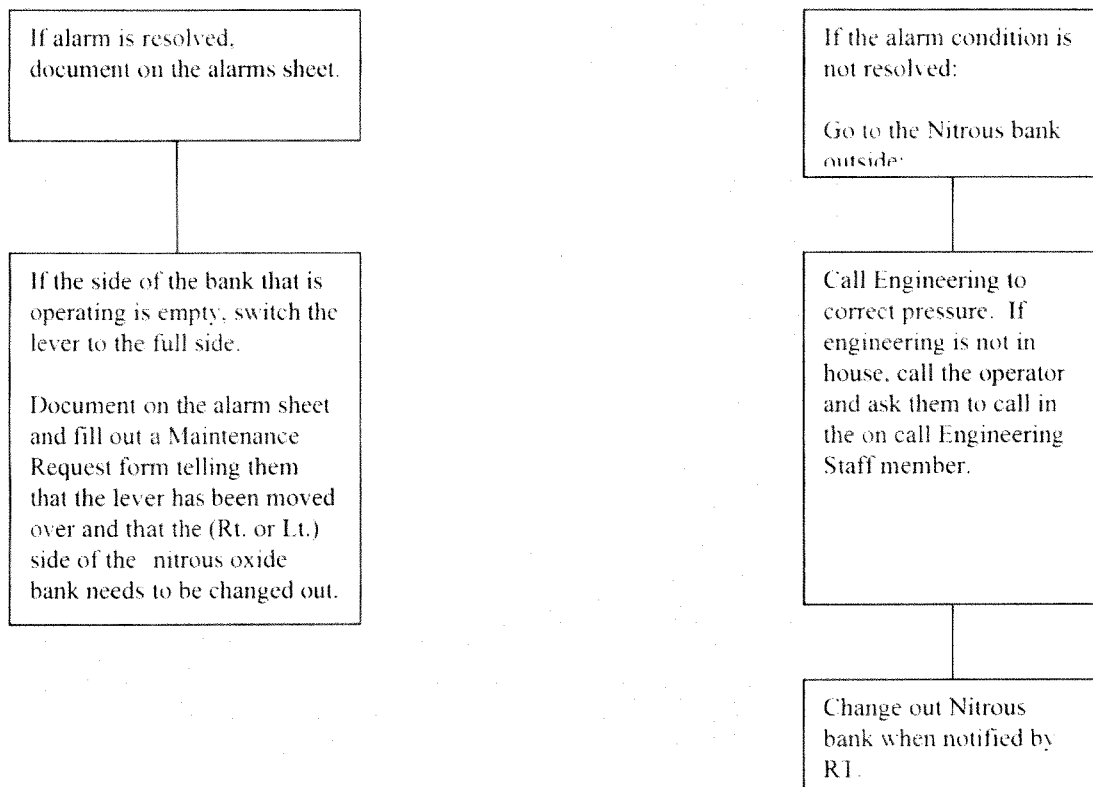 If alarm is resolved,
document on the alarms sheet.
If the side of the bank that is
operating is empty, switch the
lever to the full side.
Document on the alarm sheet
and fill out a Maintenance
Request form telling them
that the lever has been moved
over and that the (Rt. or Lt.)
side of the nitrous oxide
bank needs to be changed out.
If the alarm condition is
not resolved:
Go to the Nitrous bank
outside:
Call Engineering to
correct pressure. If
engineering is not in
house, call the operator
and ask them to call in
the on call Engineering
Staff member.
Change out Nitrous
bank when notified by
RT.